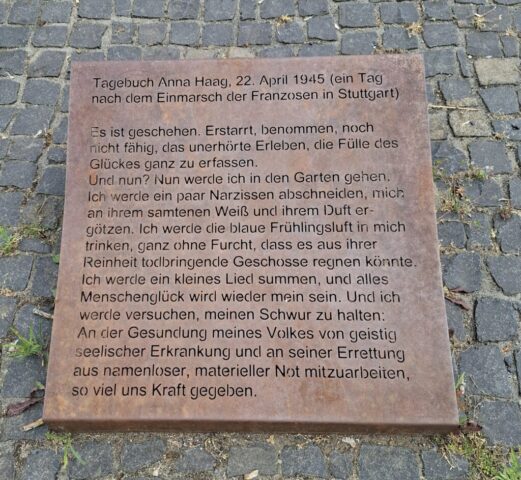 Tagebuch Anna Haag, 22. April 1945 (ein Tag
nach dem Einmarsch der Franzosen in Stuttgart)
Es ist geschehen. Erstarrt, benommen, noch
nicht fähig, das unerhörte Erleben, die Fülle des
Glückes ganz zu erfassen.
Und nun? Nun werde ich in den Garten gehen.
Ich werde ein paar Narzissen abschneiden, mich
an ihrem samtenen Weiß und ihrem Duft er-
götzen. Ich werde die blaue Frühlingsluft in mich
trinken, ganz ohne Furcht, dass es aus ihrer
Reinheit todbringende Geschosse regnen könnte.
Ich werde ein kleines Lied summen, und alles
Menschenglück wird wieder mein sein. Und ich
werde versuchen, meinen Schwur zu halten:
An der Gesundung meines Volkes von geistig
seelischer Erkrankung und an seiner Errettung
aus namenloser, materieller Not mitzuarbeiten,
so viel uns Kraft gegeben.